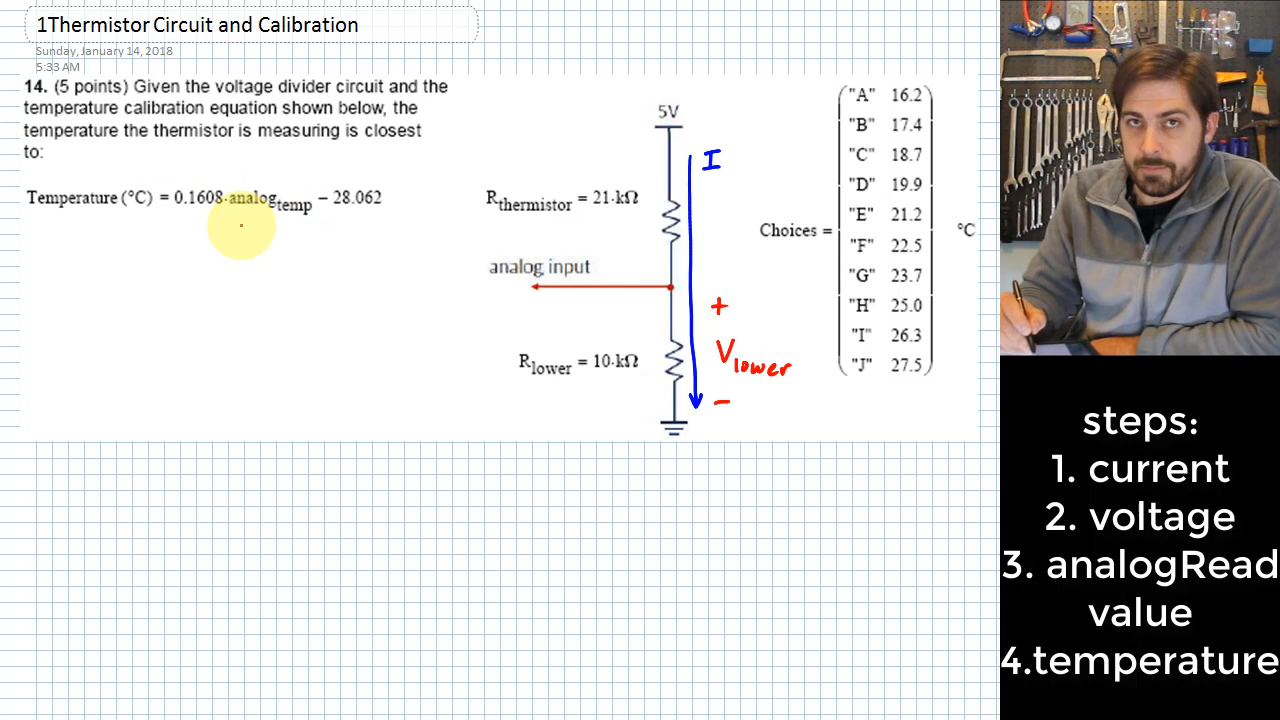 1Thermistor Circuit and Calibration
Sunday, January 14, 2018
5:33 AM
14. (5 points) Given the voltage divider circuit and the
temperature calibration equation shown below, the
temperature the thermistor is measuring is closest
to:
Temperature (°C) = 0.1608·analog_temp − 28.062
5V
I
R_thermistor = 21·kΩ
analog input
+
R_lower = 10·kΩ
V_lower
−
Choices =
"A" 16.2
"B" 17.4
"C" 18.7
"D" 19.9
"E" 21.2
"F" 22.5
"G" 23.7
"H" 25.0
"I" 26.3
"J" 27.5
°C
steps:
1. current
2. voltage
3. analogRead
value
4.temperature